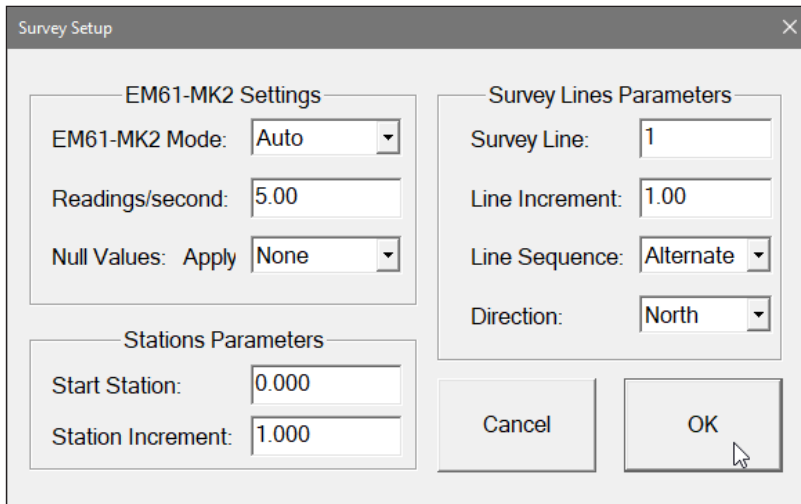 Survey Setup
EM61-MK2 Settings
EM61-MK2 Mode: Auto
Readings/second: 5.00
Null Values: Apply None
Stations Parameters
Start Station: 0.000
Station Increment: 1.000
Survey Lines Parameters
Survey Line: 1
Line Increment: 1.00
Line Sequence: Alternate
Direction: North
Cancel
OK